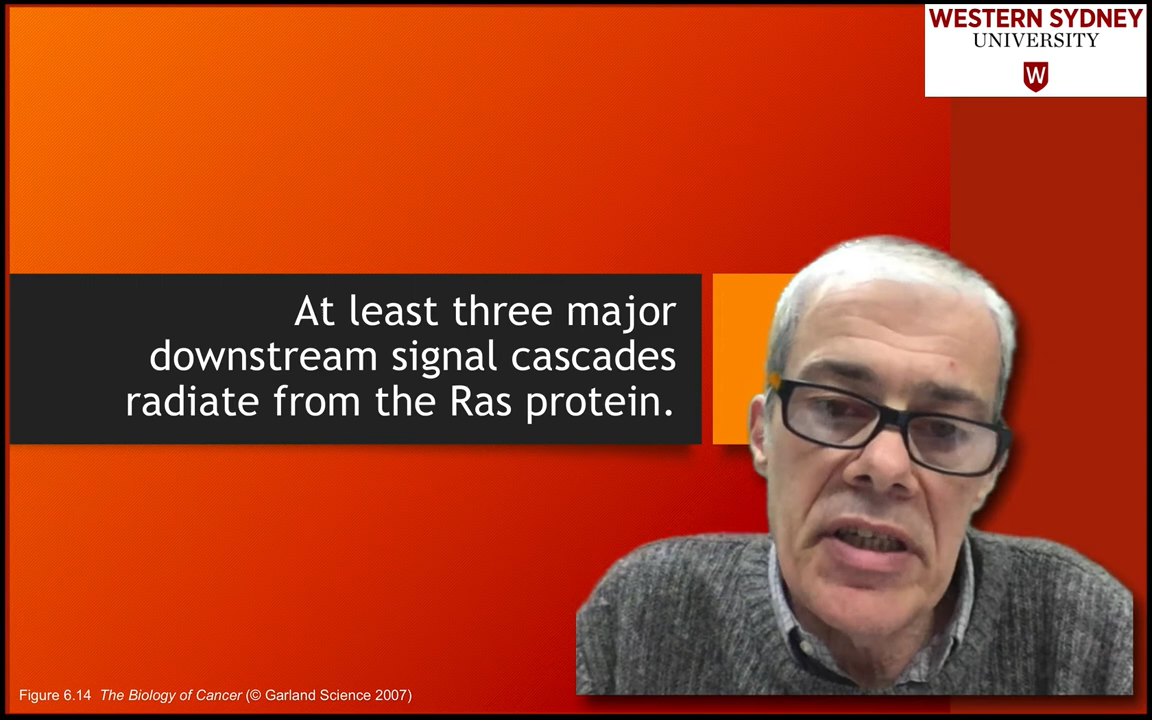 WESTERN SYDNEY
UNIVERSITY
W
At least three major
downstream signal cascades
radiate from the Ras protein.
Figure 6.14 The Biology of Cancer (© Garland Science 2007)